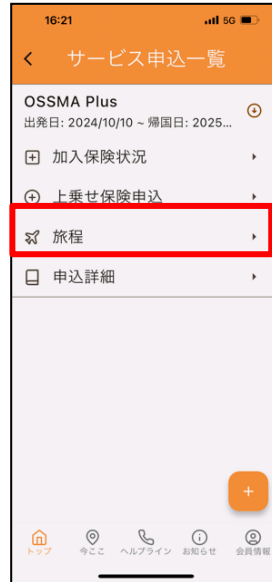 16:21
5G
サービス申込一覧
OSSMA Plus
出発日: 2024/10/10 ~ 帰国日: 2025...
加入保険状況
上乗せ保険申込
旅程
申込詳細
トップ
今ここ
ヘルプライン
お知らせ
会員情報